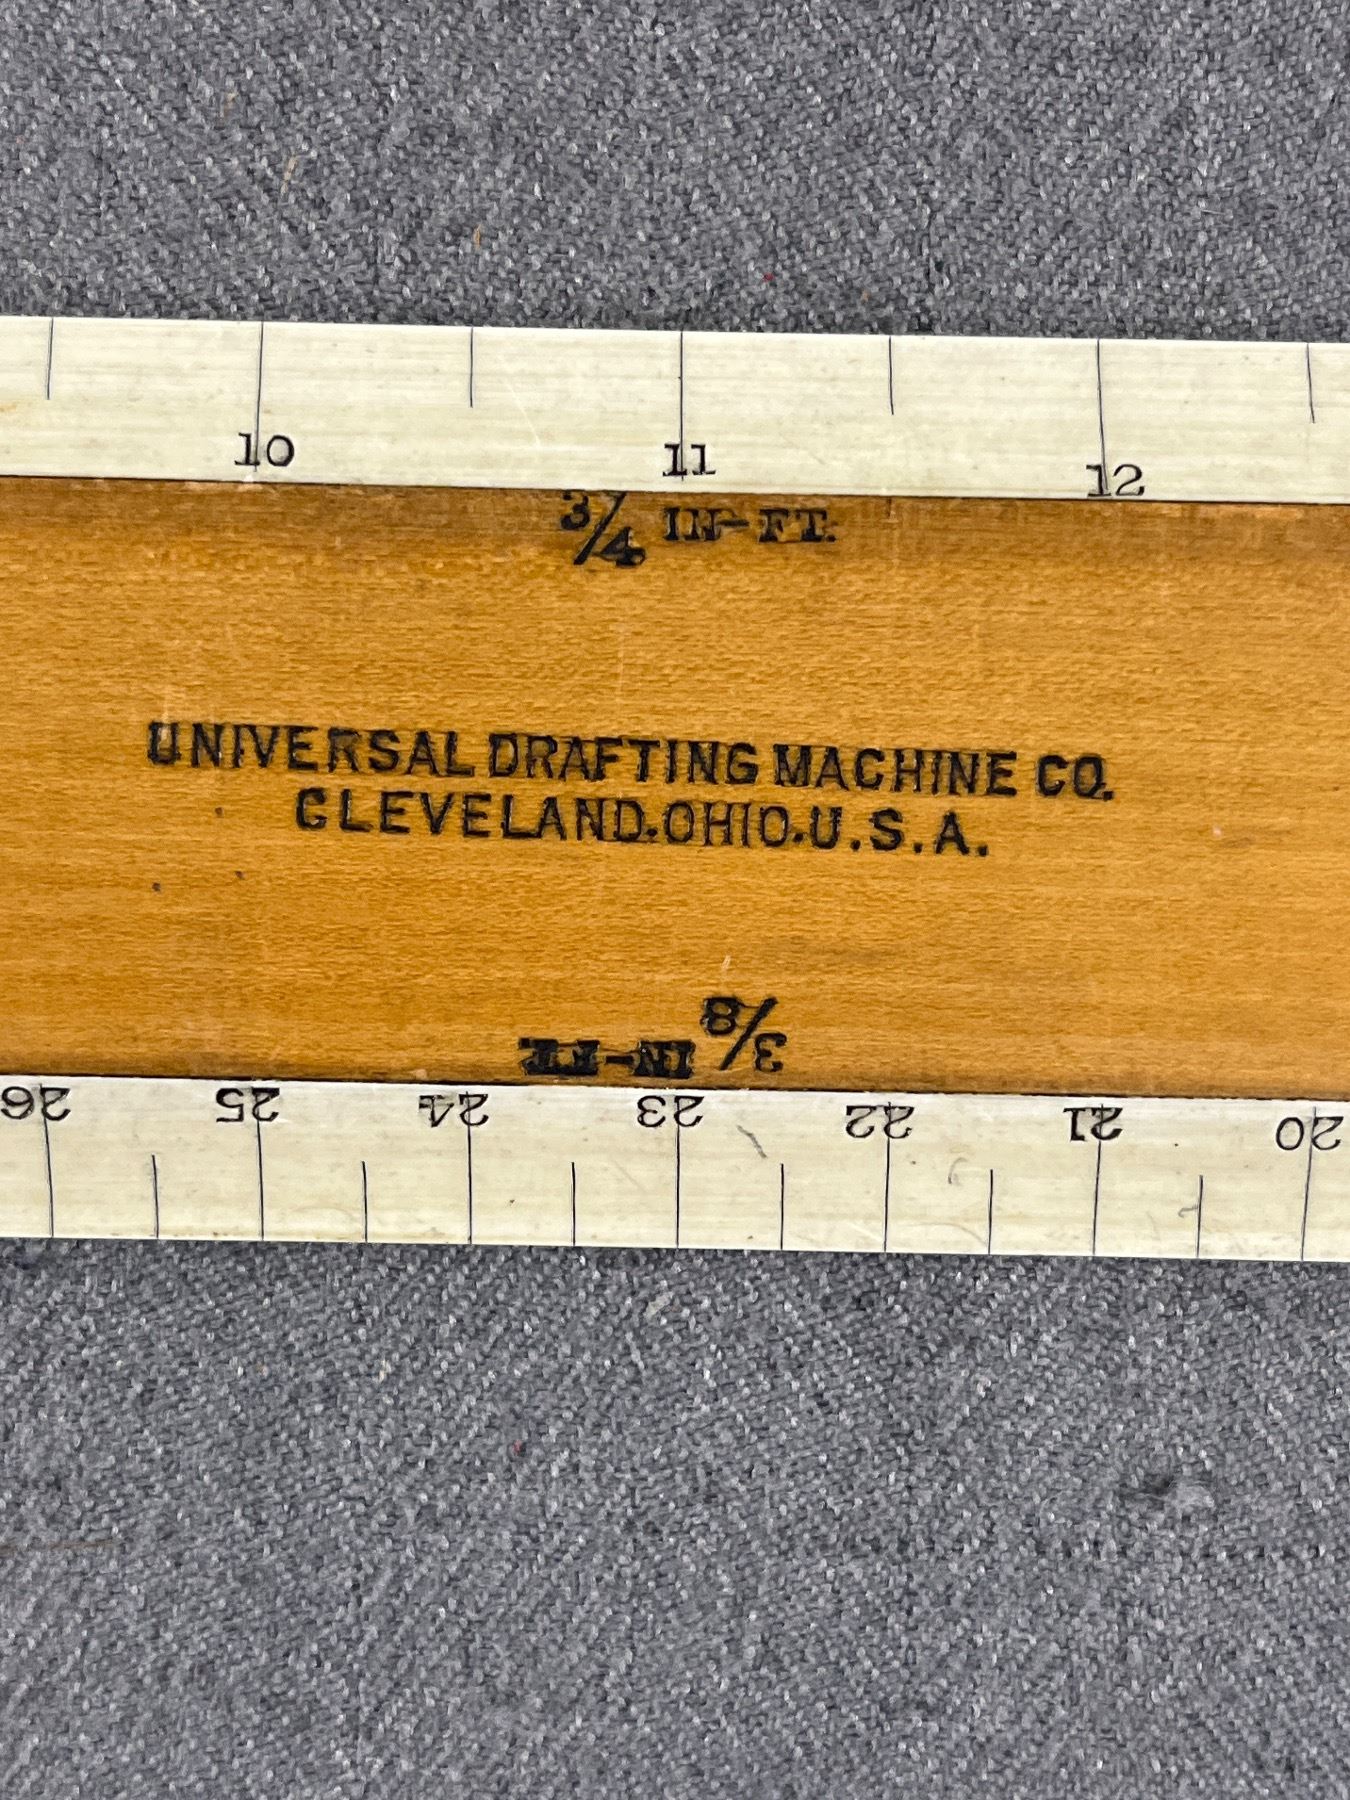 10 11 12
3/4 IN-FT.
UNIVERSAL DRAFTING MACHINE CO.
CLEVELAND.OHIO.U.S.A.
3/8 IN-FT.
26 25 24 23 22 21 20